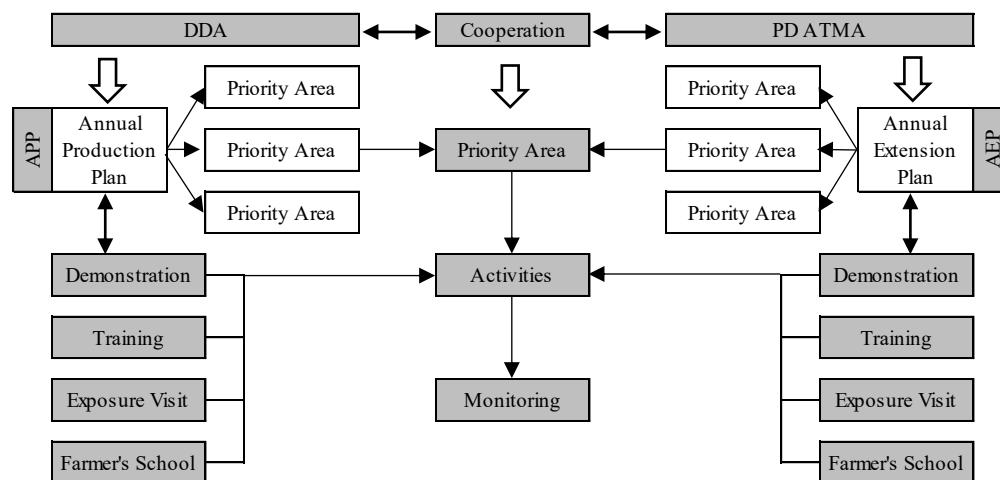 DDA
Cooperation
PD ATMA
Priority Area
Priority Area
APP
Annual
Production
Plan
Annual
Extension
Plan
AEP
Priority Area
Priority Area
Priority Area
Priority Area
Priority Area
Demonstration
Activities
Demonstration
Training
Training
Exposure Visit
Monitoring
Exposure Visit
Farmer's School
Farmer's School